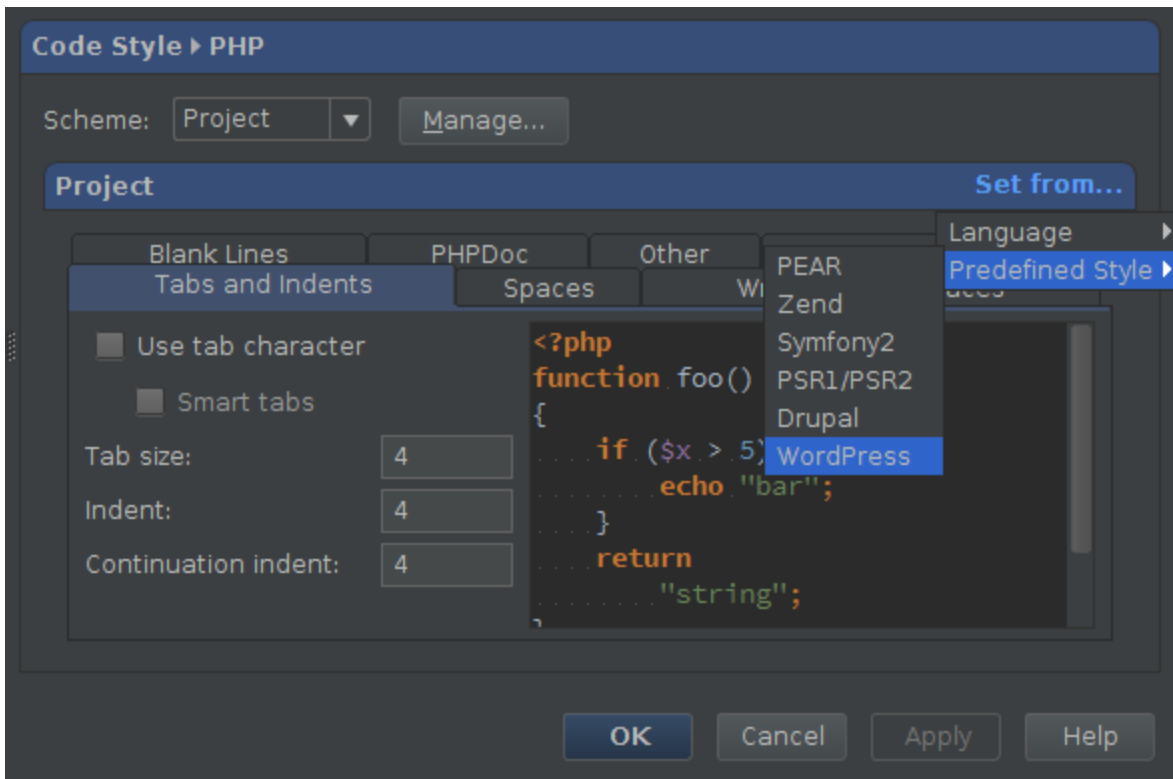 Code Style PHP
Scheme: Project Manage...
Project Set from...
Language
Predefined Style
PEAR
Zend
Symfony2
PSR1/PSR2
Drupal
WordPress
Blank Lines PHPDoc Other
Tabs and Indents Spaces
Use tab character
Smart tabs
Tab size: 4
Indent: 4
Continuation indent: 4
<?php
function foo()
{
if ($x > 5)
echo "bar";
}
return
"string";
OK Cancel Apply Help